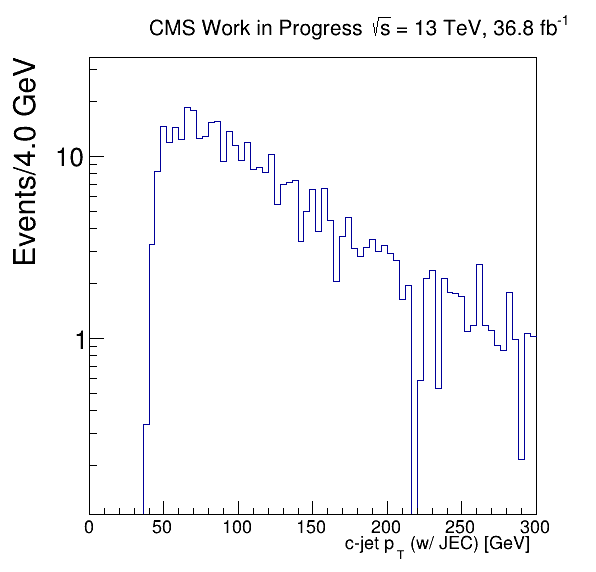 CMS Work in Progress √s = 13 TeV, 36.8 fb⁻¹
Events/4.0 GeV
10
1
0 50 100 150 200 250 300
c-jet p_T (w/ JEC) [GeV]